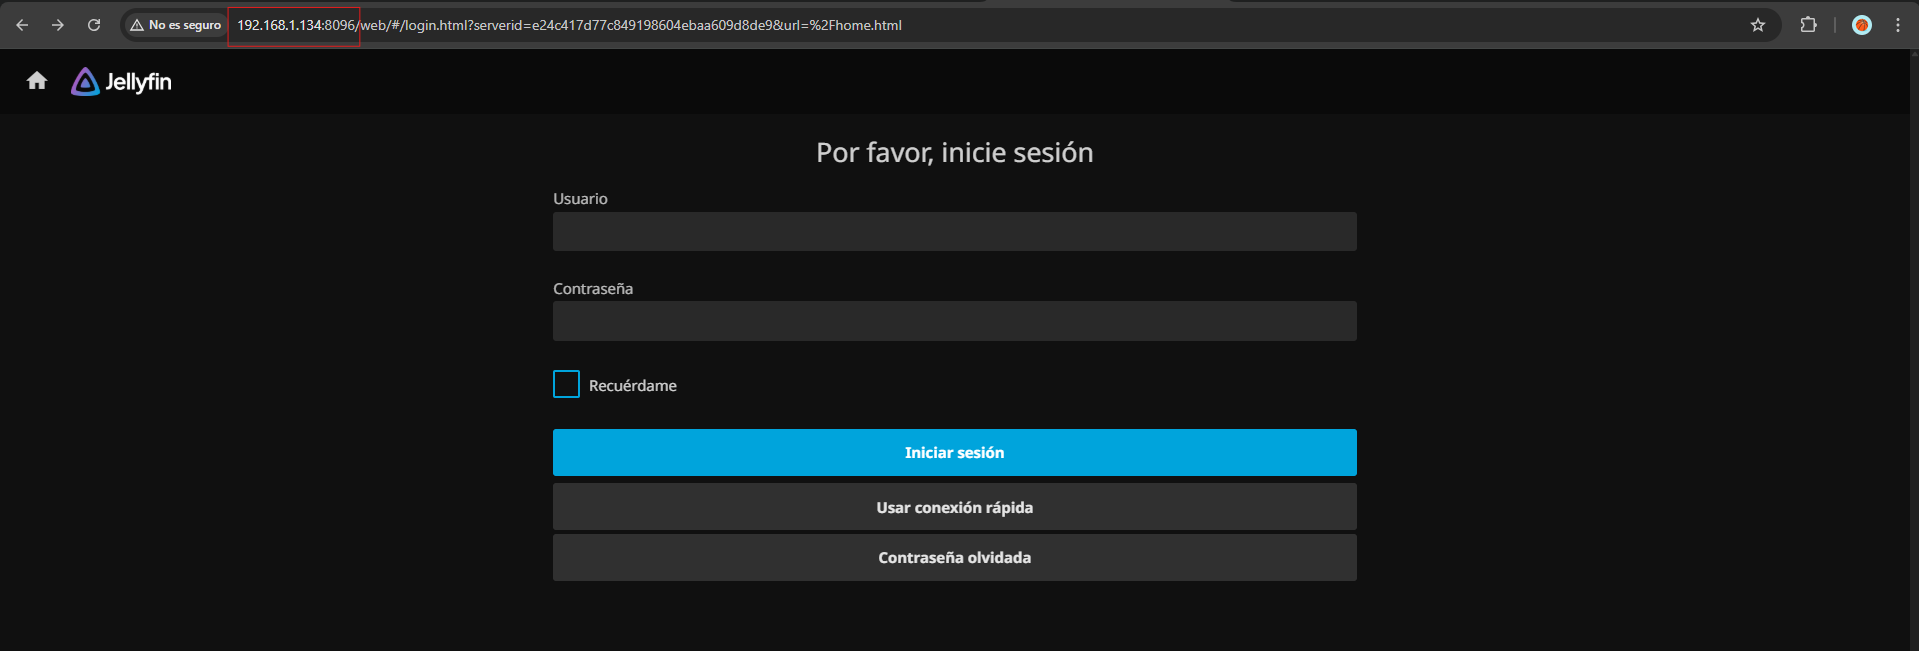 No es seguro 192.168.1.134:8096/web/#/login.html?serverid=e24c417d77c849198604ebaa609d8de9&url=%2Fhome.html
Jellyfin
Por favor, inicie sesión
Usuario
Contraseña
Recuérdame
Iniciar sesión
Usar conexión rápida
Contraseña olvidada